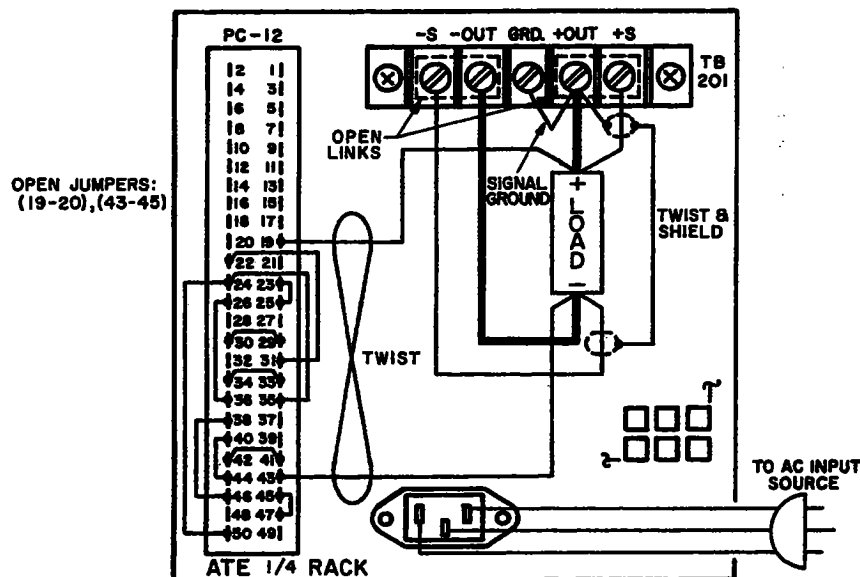 PC-12
-S -OUT GRD. +OUT +S
TB
201
2 1
4 3
6 5
8 7
10 9
12 11
14 13
16 15
18 17
20 19
22 21
24 23
26 25
28 27
30 29
32 31
34 33
36 35
38 37
40 39
42 41
44 43
46 45
48 47
50 49
OPEN JUMPERS:
(19-20),(43-45)
OPEN
LINKS
SIGNAL
GROUND
+
LOAD
-
TWIST &
SHIELD
TWIST
TO AC INPUT
SOURCE
ATE 1/4 RACK